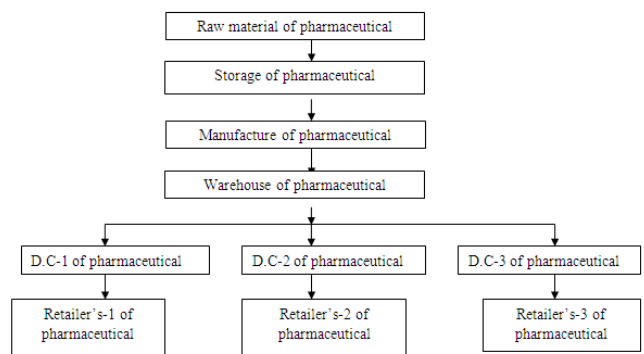 Raw material of pharmaceutical
Storage of pharmaceutical
Manufacture of pharmaceutical
Warehouse of pharmaceutical
D.C-1 of pharmaceutical
D.C-2 of pharmaceutical
D.C-3 of pharmaceutical
Retailer's-1 of
pharmaceutical
Retailer's-2 of
pharmaceutical
Retailer's-3 of
pharmaceutical